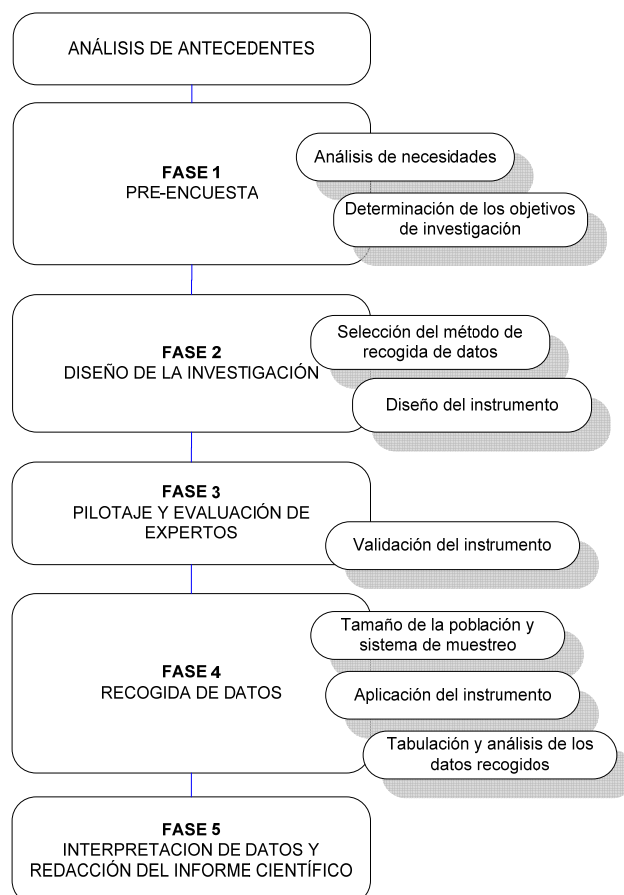 ANÁLISIS DE ANTECEDENTES
FASE 1
PRE-ENCUESTA
Análisis de necesidades
Determinación de los objetivos
de investigación
FASE 2
DISEÑO DE LA INVESTIGACIÓN
Selección del método de
recogida de datos
Diseño del instrumento
FASE 3
PILOTAJE Y EVALUACIÓN DE
EXPERTOS
Validación del instrumento
FASE 4
RECOGIDA DE DATOS
Tamaño de la población y
sistema de muestreo
Aplicación del instrumento
Tabulación y análisis de los
datos recogidos
FASE 5
INTERPRETACION DE DATOS Y
REDACCIÓN DEL INFORME CIENTÍFICO